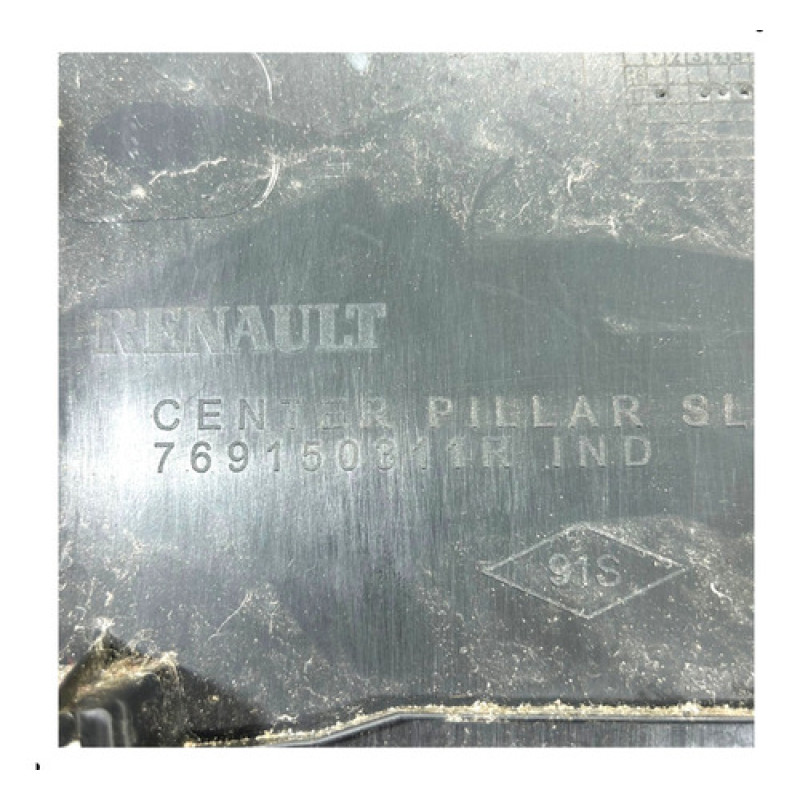 RENAULT
CENTER PILLAR SL
769150311R IND
91S